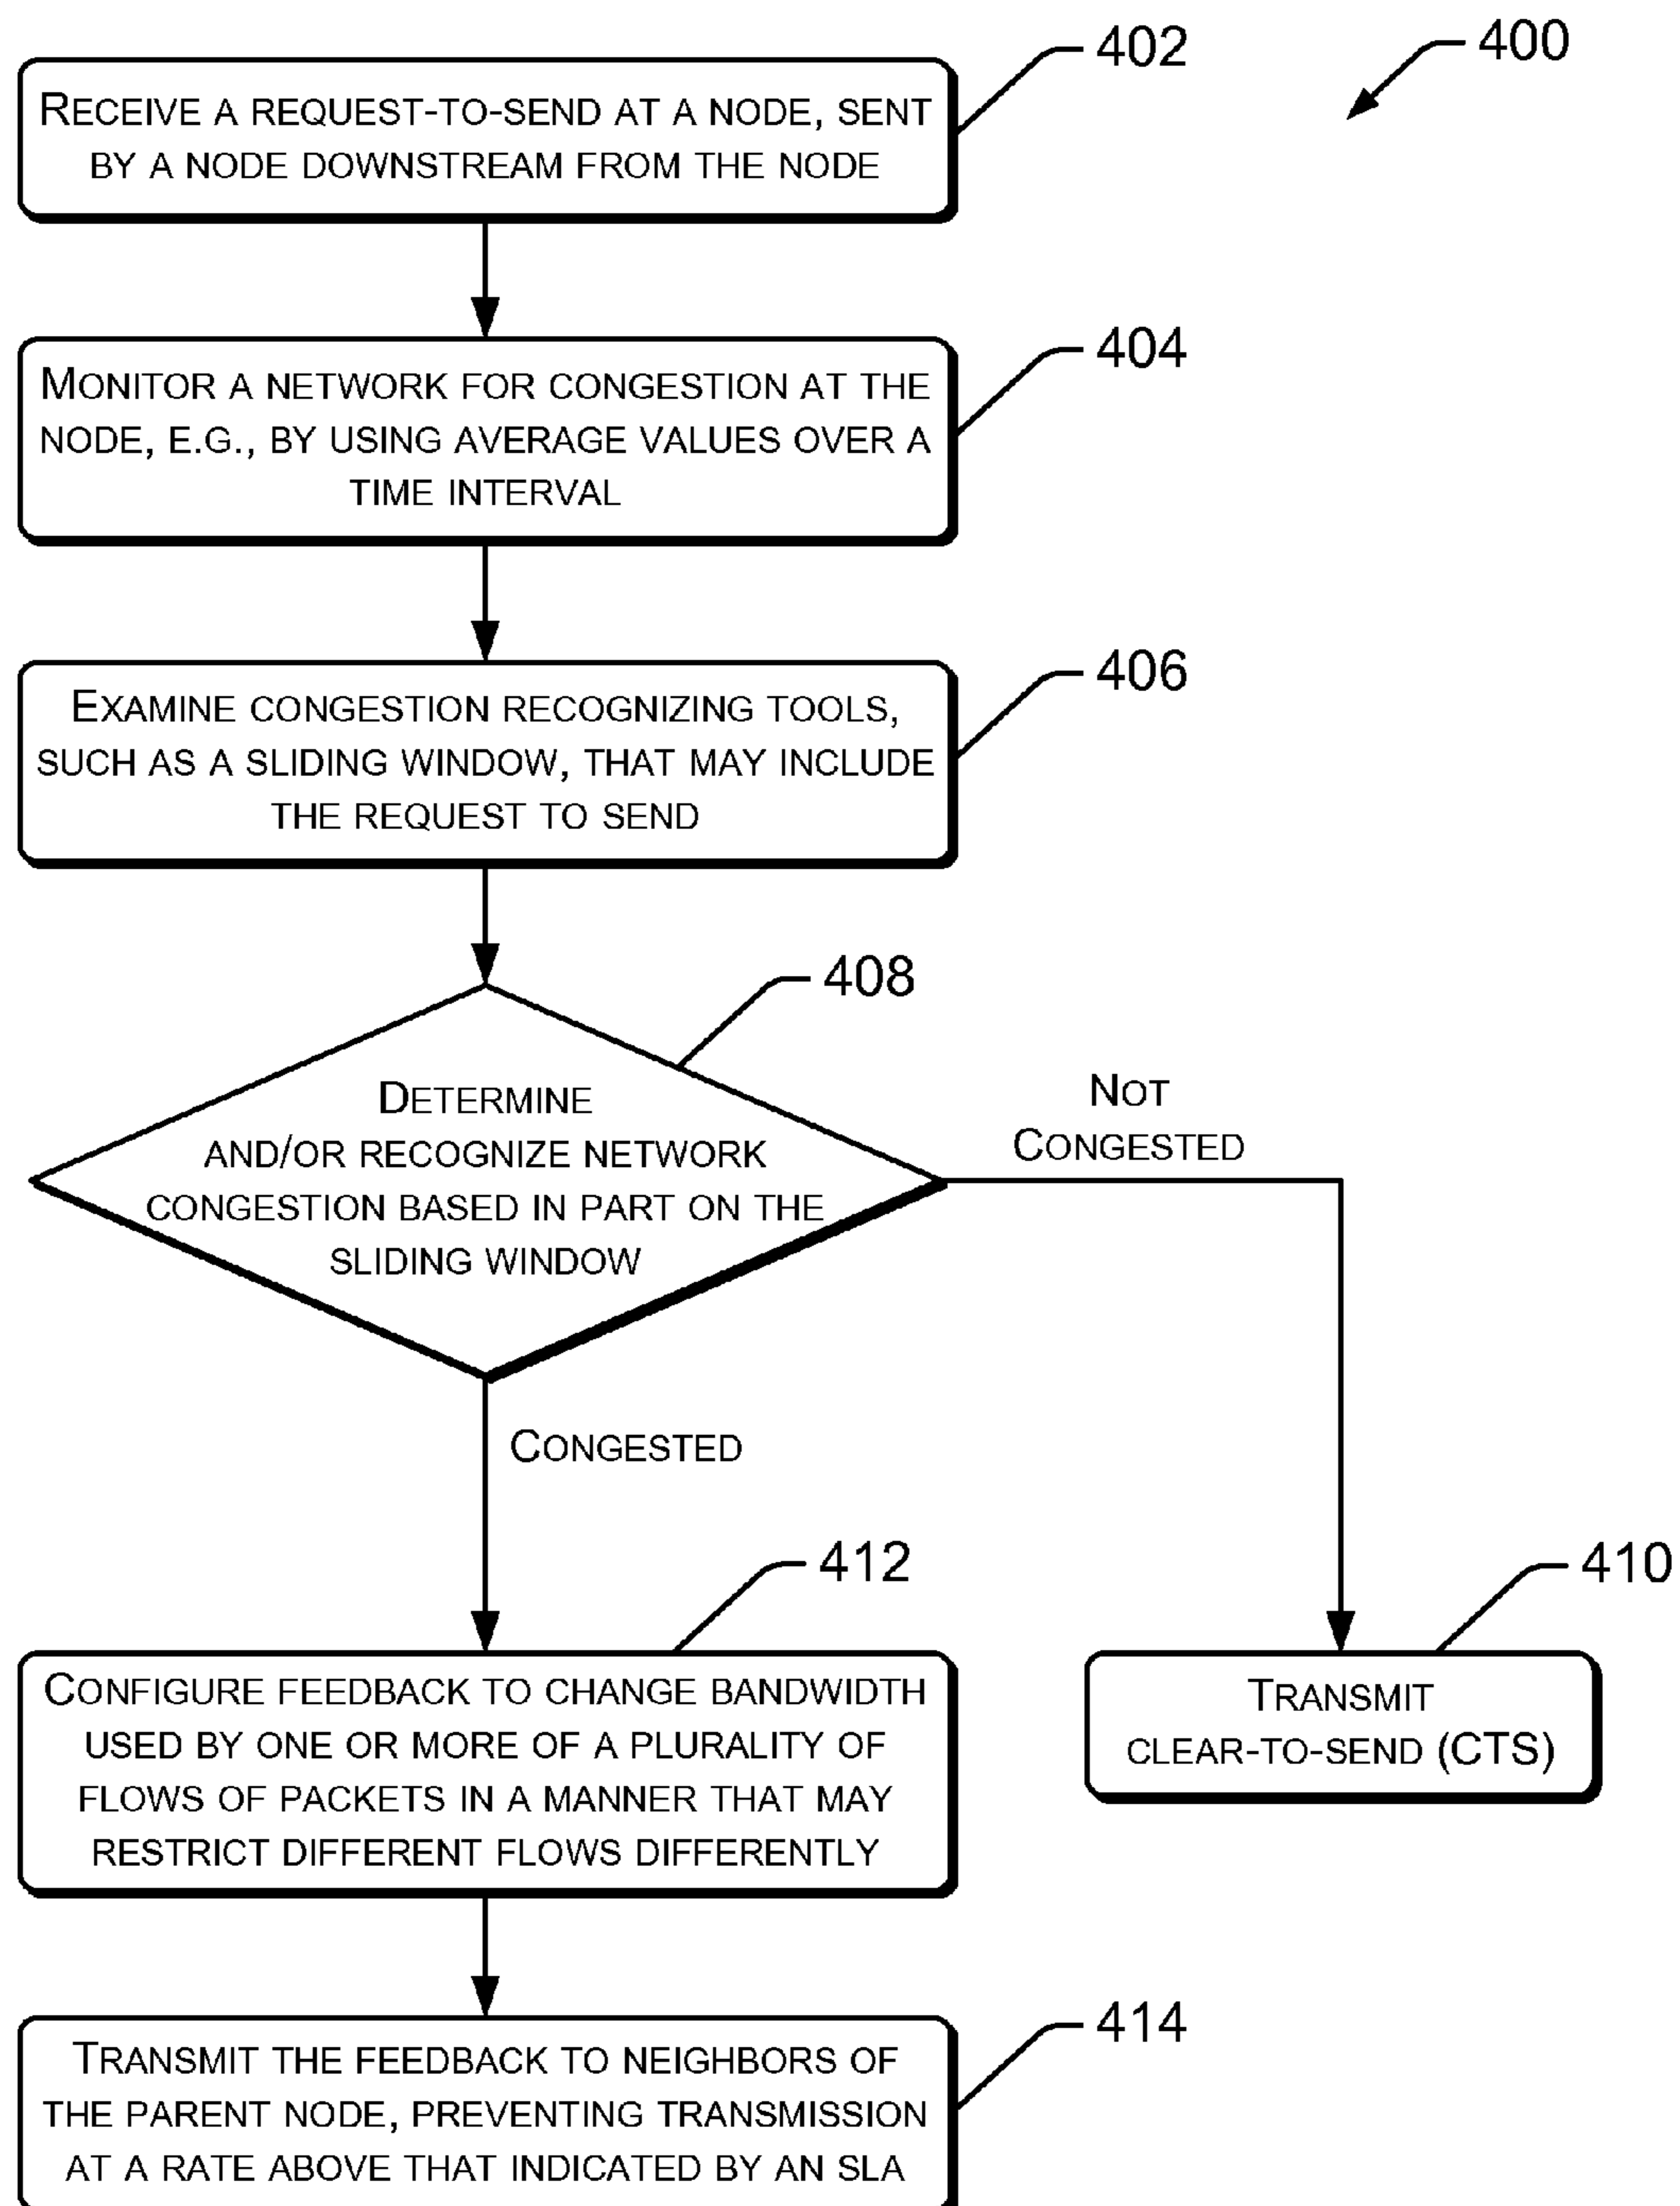 400
402
RECEIVE A REQUEST-TO-SEND AT A NODE, SENT
BY A NODE DOWNSTREAM FROM THE NODE
404
MONITOR A NETWORK FOR CONGESTION AT THE
NODE, E.G., BY USING AVERAGE VALUES OVER A
TIME INTERVAL
406
EXAMINE CONGESTION RECOGNIZING TOOLS,
SUCH AS A SLIDING WINDOW, THAT MAY INCLUDE
THE REQUEST TO SEND
408
DETERMINE
AND/OR RECOGNIZE NETWORK
CONGESTION BASED IN PART ON THE
SLIDING WINDOW
NOT
CONGESTED
CONGESTED
412
CONFIGURE FEEDBACK TO CHANGE BANDWIDTH
USED BY ONE OR MORE OF A PLURALITY OF
FLOWS OF PACKETS IN A MANNER THAT MAY
RESTRICT DIFFERENT FLOWS DIFFERENTLY
410
TRANSMIT
CLEAR-TO-SEND (CTS)
414
TRANSMIT THE FEEDBACK TO NEIGHBORS OF
THE PARENT NODE, PREVENTING TRANSMISSION
AT A RATE ABOVE THAT INDICATED BY AN SLA